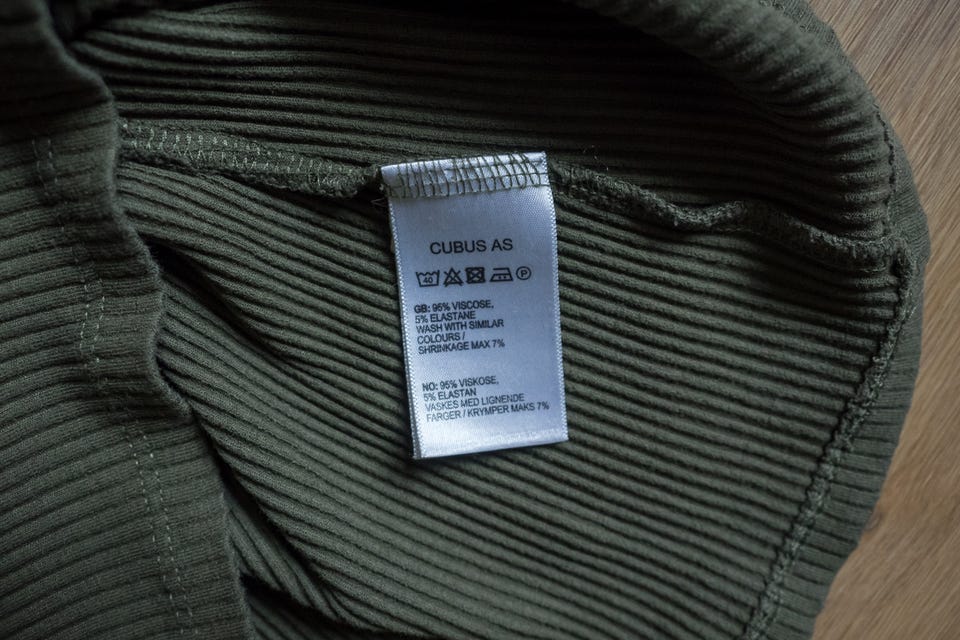 CUBUS AS
40 P
GB: 95% VISCOSE,
5% ELASTANE
WASH WITH SIMILAR
COLOURS /
SHRINKAGE MAX 7%
NO: 95% VISKOSE,
5% ELASTAN
VASKES MED LIGNENDE
FARGER / KRYMPER MAKS 7%